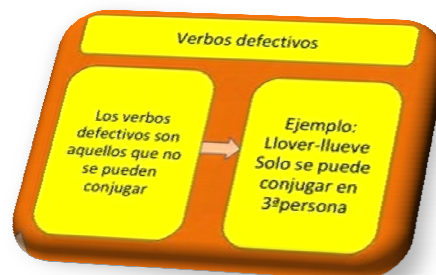 Verbos defectivos
Los verbos
defectivos son
aquellos que no
se pueden
conjugar
Ejemplo:
Llover-llueve
Solo se puede
conjugar en
3ªpersona